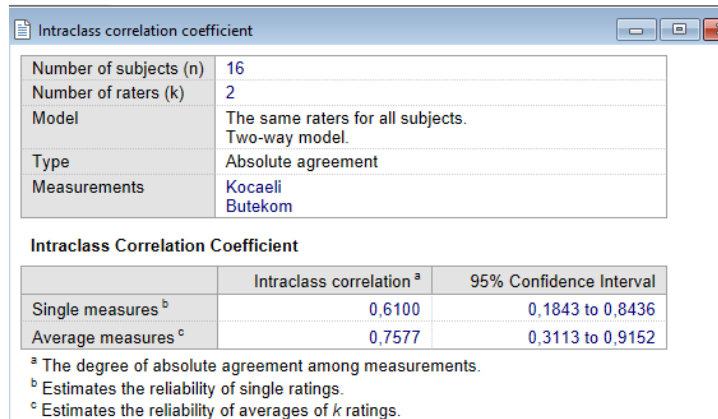 Intraclass correlation coefficient
Number of subjects (n) 16
Number of raters (k) 2
Model The same raters for all subjects.
Two-way model.
Type Absolute agreement
Measurements Kocaeli
Butekom
Intraclass Correlation Coefficient
Intraclass correlation a 95% Confidence Interval
Single measures b 0,6100 0,1843 to 0,8436
Average measures c 0,7577 0,3113 to 0,9152
a The degree of absolute agreement among measurements.
b Estimates the reliability of single ratings.
c Estimates the reliability of averages of k ratings.